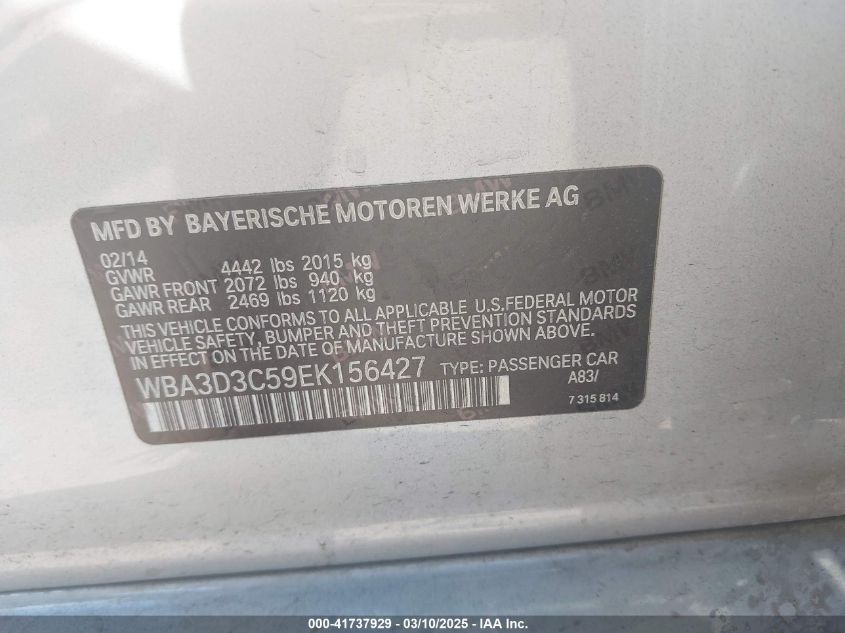 MFD BY BAYERISCHE MOTOREN WERKE AG
02/14
GVWR 4442 lbs 2015 kg
GAWR FRONT 2072 lbs 940 kg
GAWR REAR 2469 lbs 1120 kg
THIS VEHICLE CONFORMS TO ALL APPLICABLE U.S.FEDERAL MOTOR
VEHICLE SAFETY, BUMPER AND THEFT PREVENTION STANDARDS
IN EFFECT ON THE DATE OF MANUFACTURE SHOWN ABOVE.
WBA3D3C59EK156427 TYPE: PASSENGER CAR
A83/
7 315 814
000-41737929 - 03/10/2025 - IAA Inc.